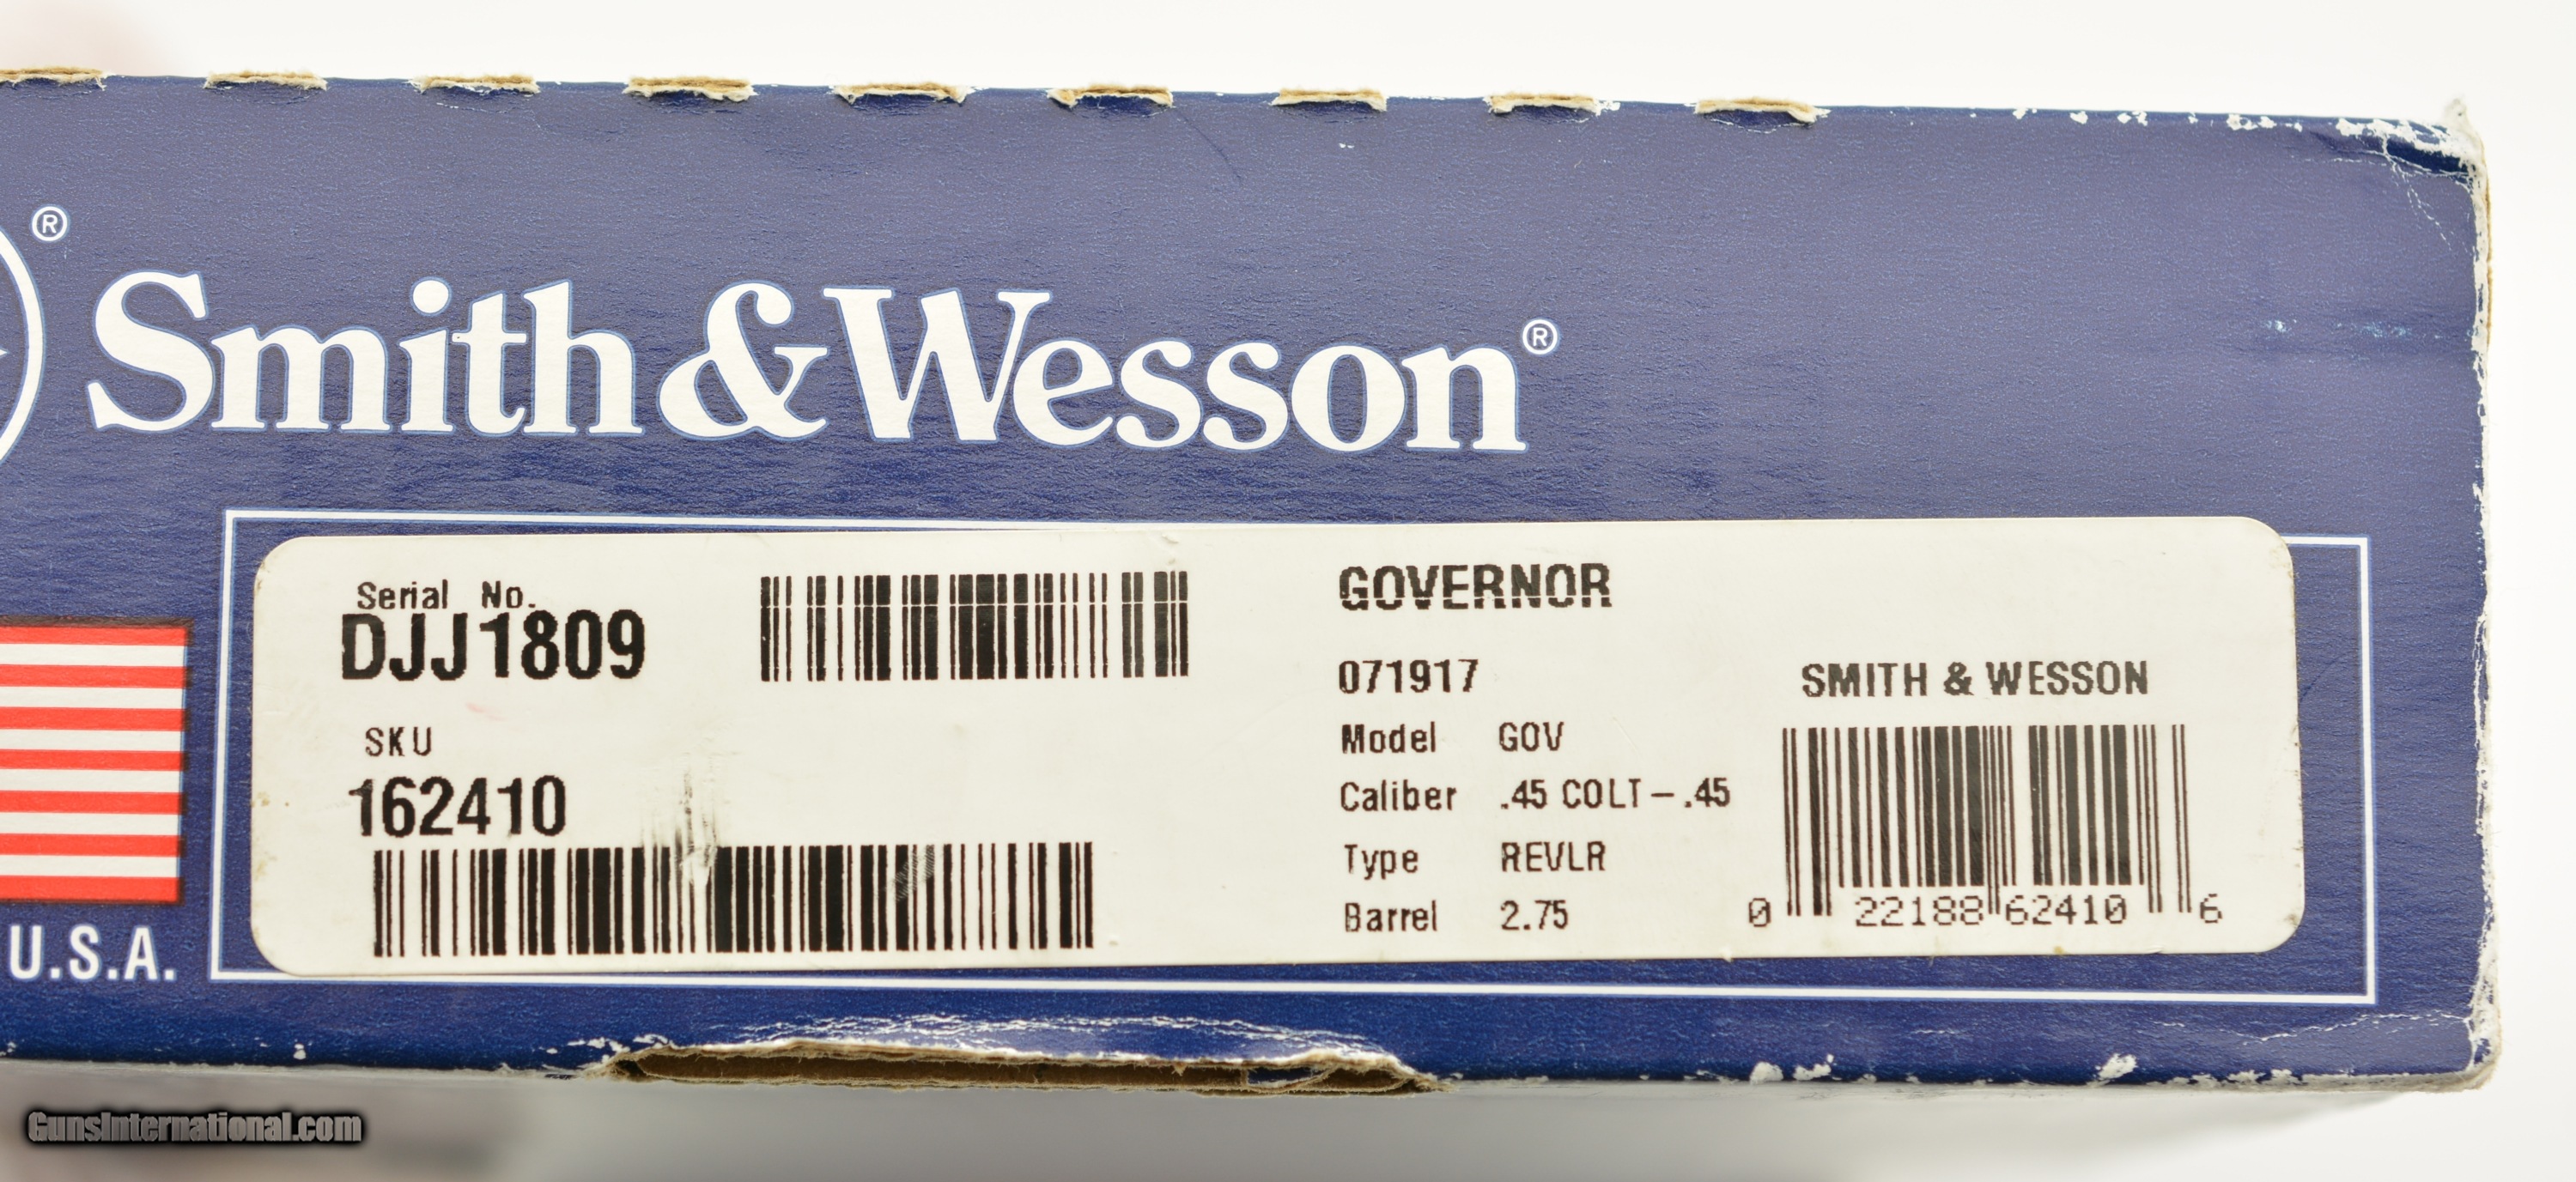 ®
Smith & Wesson®
Serial No.
DJJ1809
SKU
162410
GOVERNOR
071917
Model GOV
Caliber .45 COLT - .45
Type REVLR
Barrel 2.75
SMITH & WESSON
0 22188 62410 6
U.S.A.
GunsInternational.com